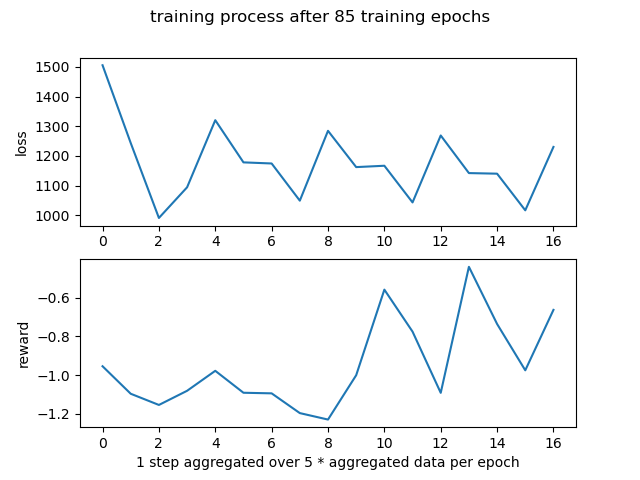 training process after 85 training epochs
1500
1400
1300
1200
1100
1000
loss
0 2 4 6 8 10 12 14 16
−0.6
−0.8
−1.0
−1.2
reward
0 2 4 6 8 10 12 14 16
1 step aggregated over 5 * aggregated data per epoch